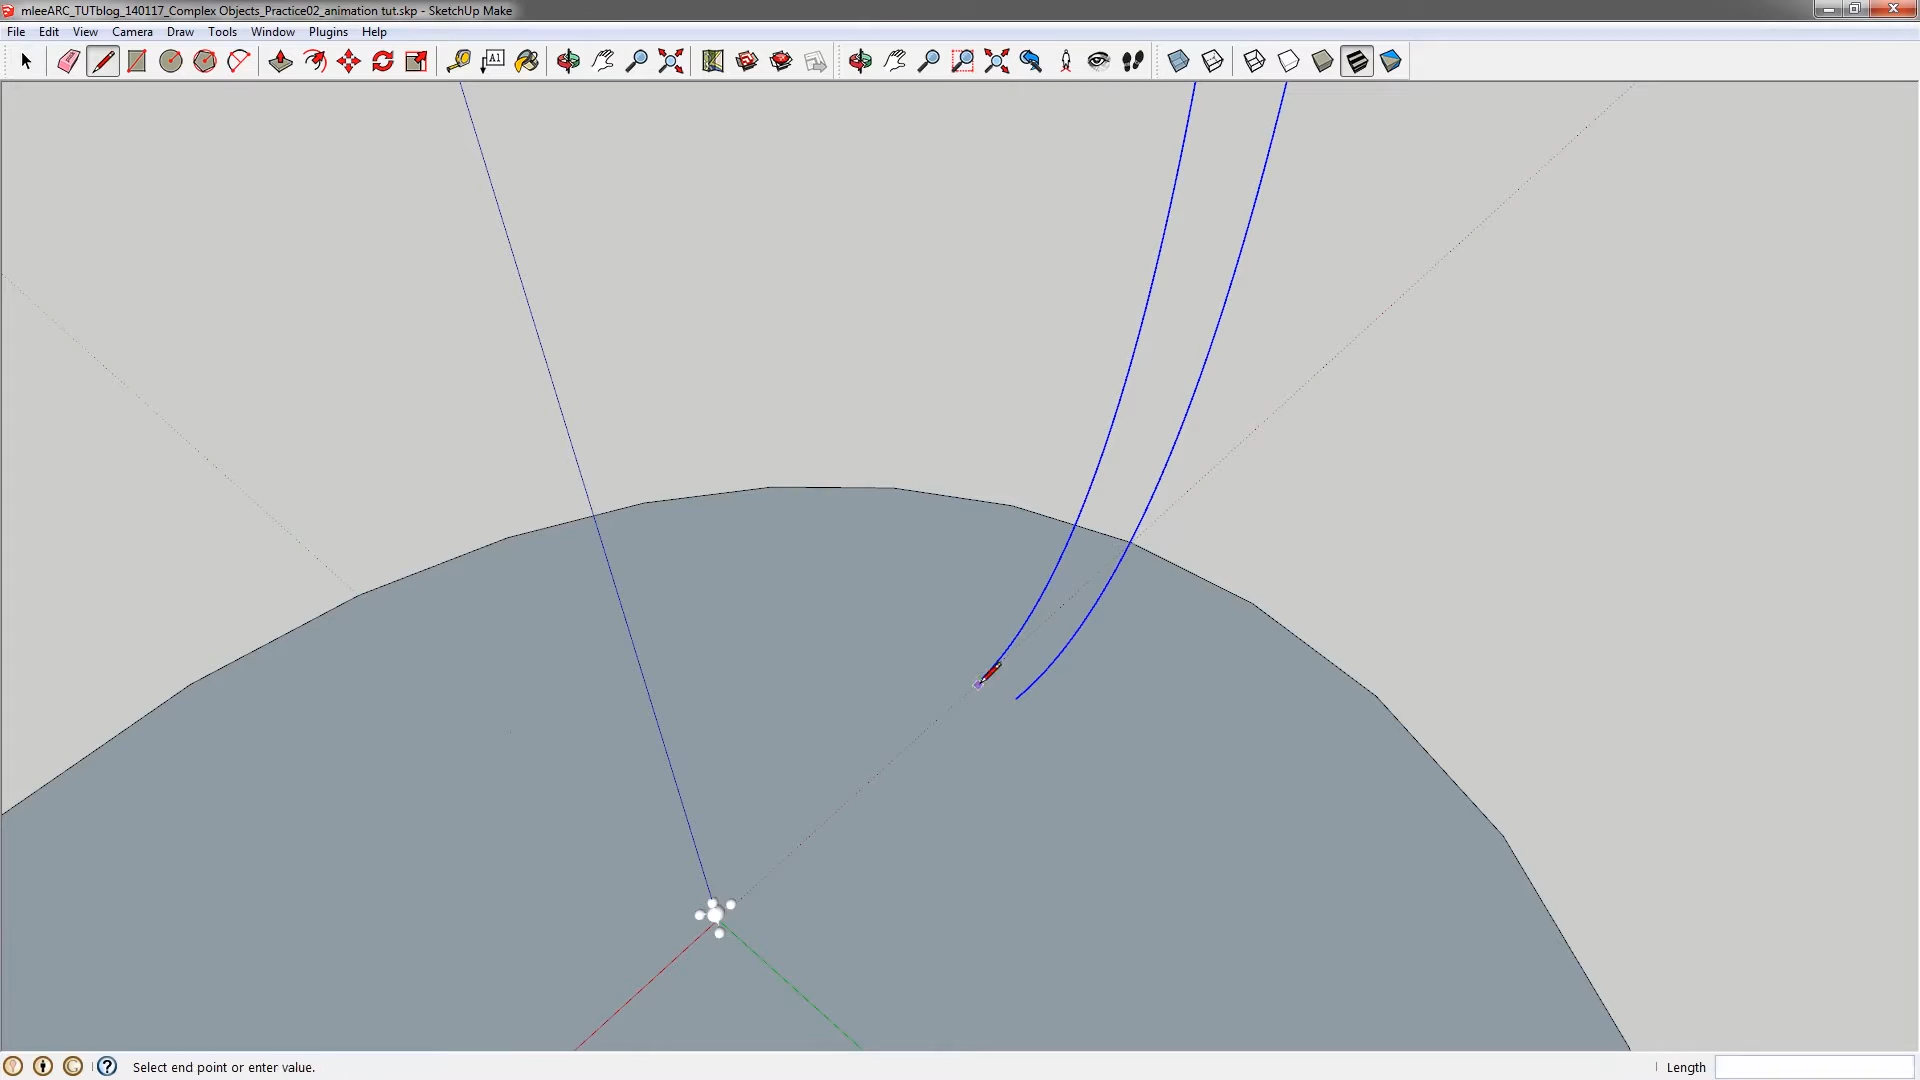 mleeARC_TUTblog_140117_Complex Objects_Practice02_animation tut.skp - SketchUp Make
File Edit View Camera Draw Tools Window Plugins Help
A1
Select end point or enter value.
Length